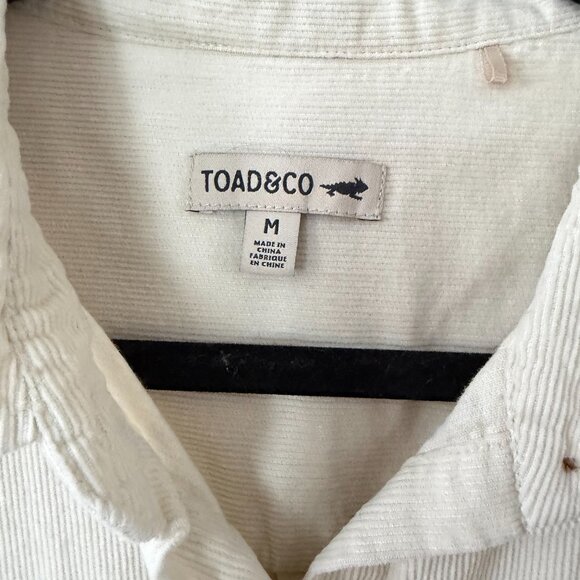 TOAD&CO
M
MADE IN
CHINA
FABRIQUE
EN CHINE